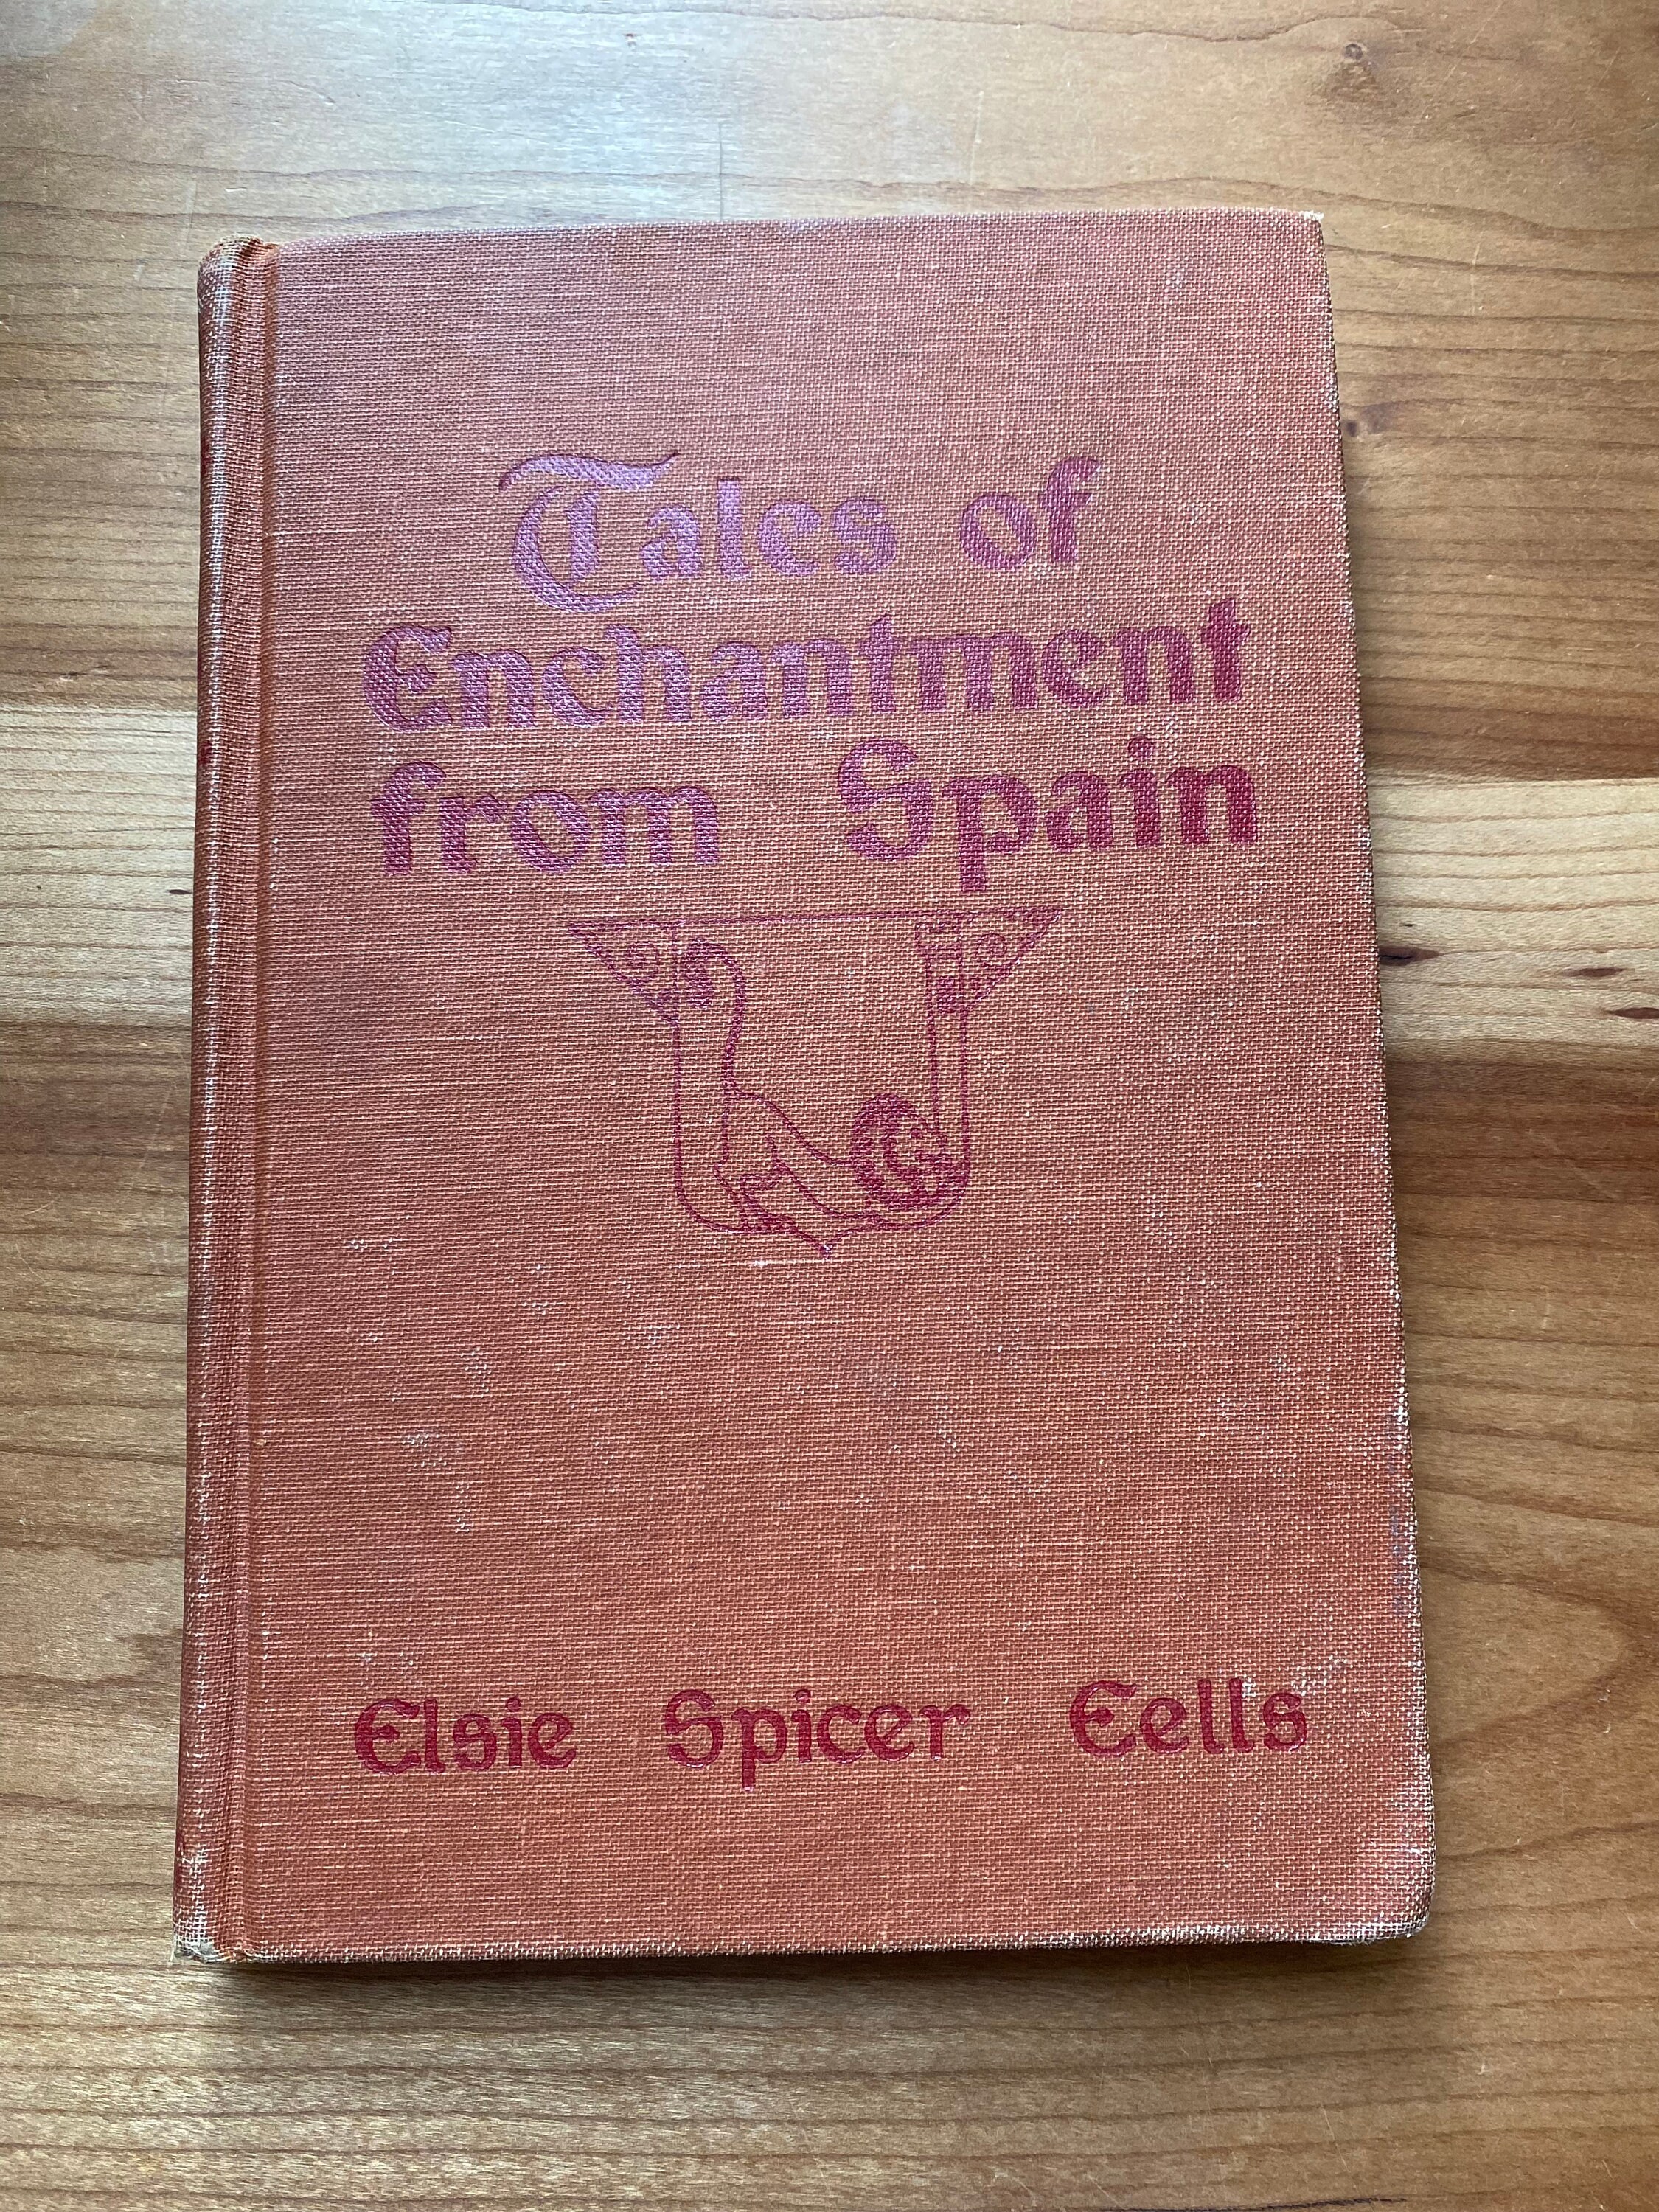 Tales of
Enchantment
from Spain
Elsie Spicer Eells